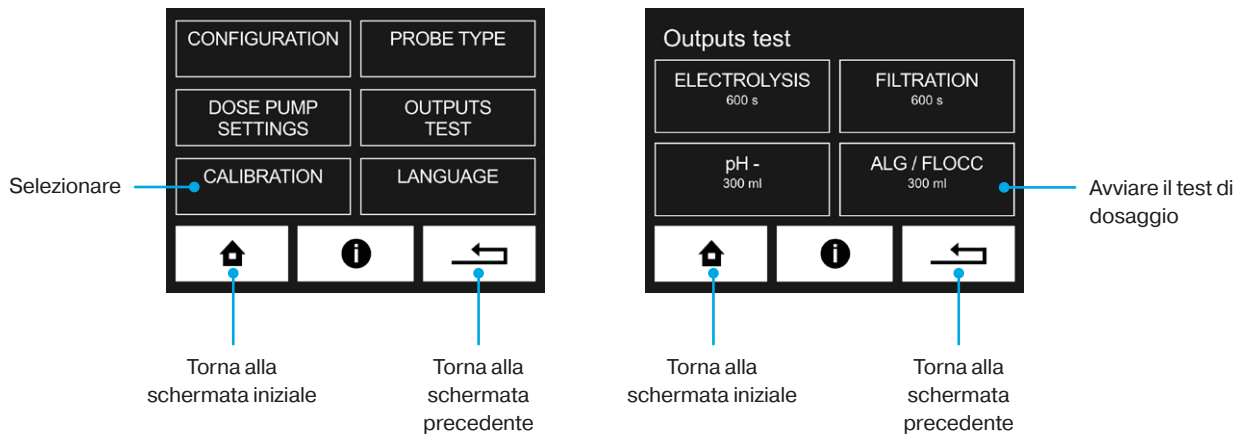 CONFIGURATION
PROBE TYPE
DOSE PUMP
SETTINGS
OUTPUTS
TEST
CALIBRATION
LANGUAGE
Selezionare
Torna alla
schermata iniziale
Torna alla
schermata
precedente
Outputs test
ELECTROLYSIS
600 s
FILTRATION
600 s
pH -
300 ml
ALG / FLOCC
300 ml
Avviare il test di
dosaggio
Torna alla
schermata iniziale
Torna alla
schermata
precedente